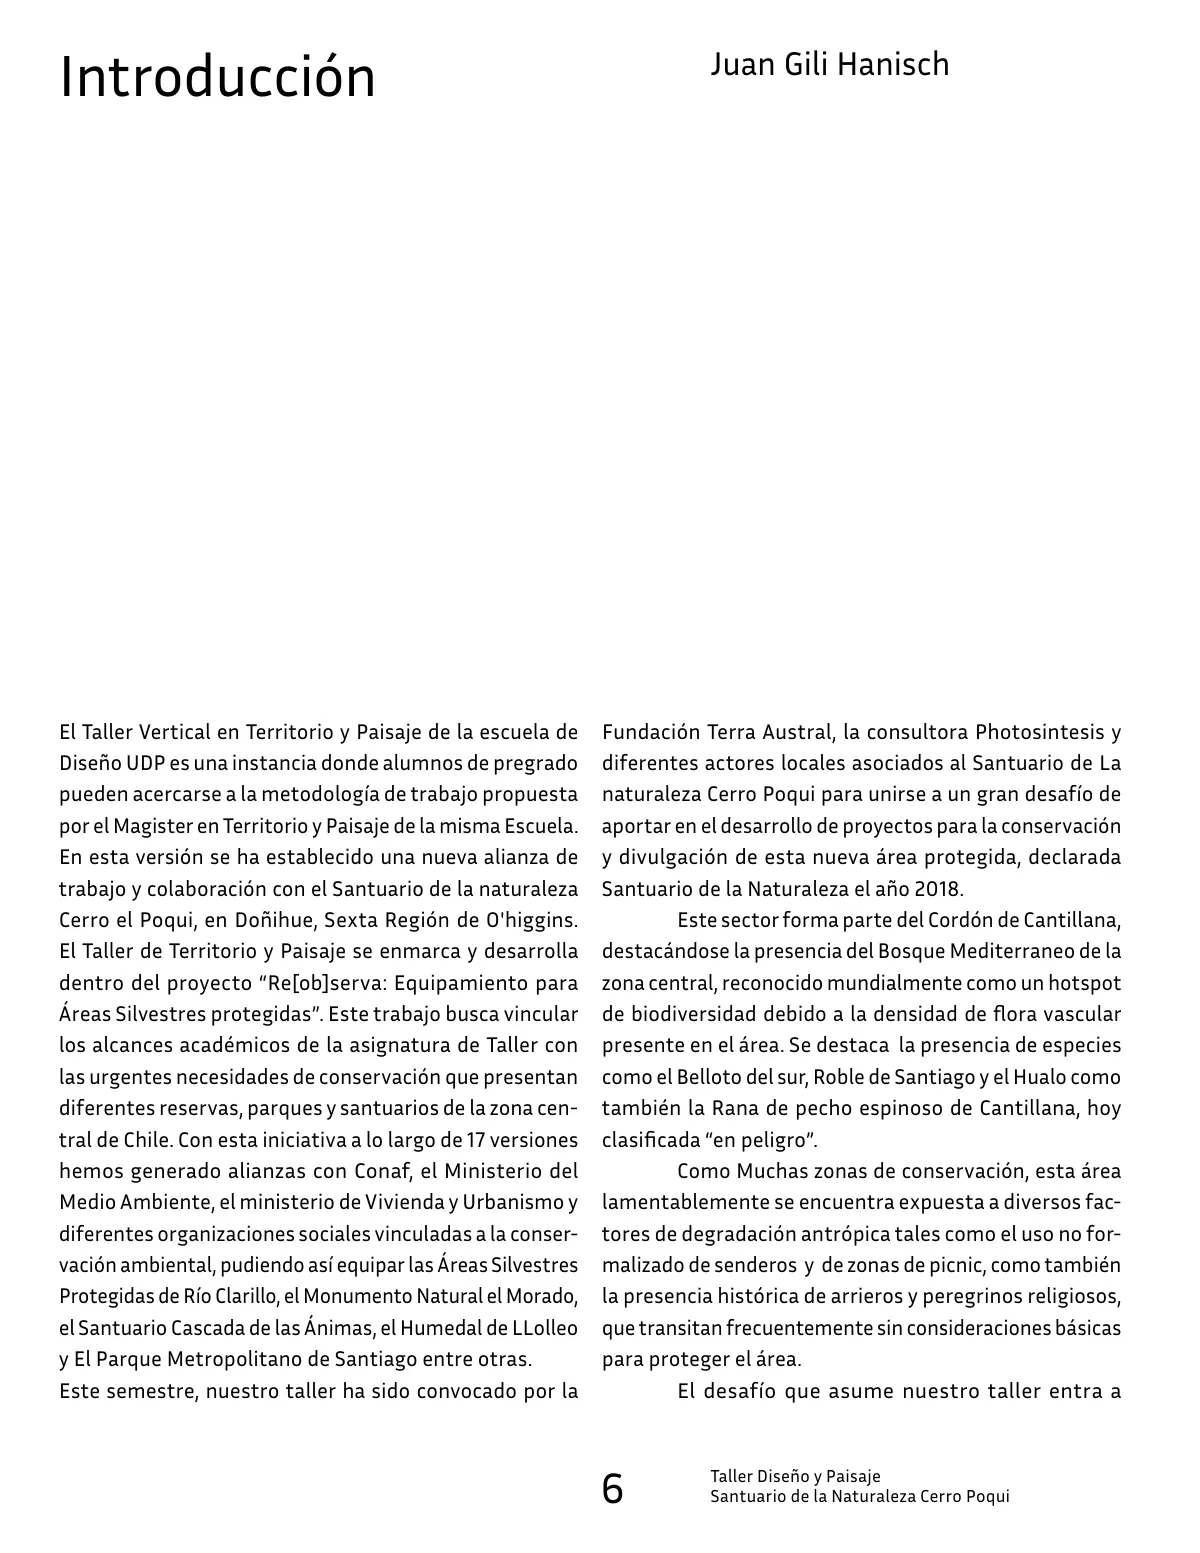 Introducción
Juan Gili Hanisch
El Taller Vertical en Territorio y Paisaje de la escuela de
Diseño UDP es una instancia donde alumnos de pregrado
pueden acercarse a la metodología de trabajo propuesta
por el Magister en Territorio y Paisaje de la misma Escuela.
En esta versión se ha establecido una nueva alianza de
trabajo y colaboración con el Santuario de la naturaleza
Cerro el Poqui, en Doñihue, Sexta Región de O'higgins.
El Taller de Territorio y Paisaje se enmarca y desarrolla
dentro del proyecto “Re[ob]serva: Equipamiento para
Áreas Silvestres protegidas”. Este trabajo busca vincular
los alcances académicos de la asignatura de Taller con
las urgentes necesidades de conservación que presentan
diferentes reservas, parques y santuarios de la zona cen-
tral de Chile. Con esta iniciativa a lo largo de 17 versiones
hemos generado alianzas con Conaf, el Ministerio del
Medio Ambiente, el ministerio de Vivienda y Urbanismo y
diferentes organizaciones sociales vinculadas a la conser-
vación ambiental, pudiendo así equipar las Áreas Silvestres
Protegidas de Río Clarillo, el Monumento Natural el Morado,
el Santuario Cascada de las Ánimas, el Humedal de LLolleo
y El Parque Metropolitano de Santiago entre otras.
Este semestre, nuestro taller ha sido convocado por la
Fundación Terra Austral, la consultora Photosintesis y
diferentes actores locales asociados al Santuario de La
naturaleza Cerro Poqui para unirse a un gran desafío de
aportar en el desarrollo de proyectos para la conservación
y divulgación de esta nueva área protegida, declarada
Santuario de la Naturaleza el año 2018.
Este sector forma parte del Cordón de Cantillana,
destacándose la presencia del Bosque Mediterraneo de la
zona central, reconocido mundialmente como un hotspot
de biodiversidad debido a la densidad de flora vascular
presente en el área. Se destaca  la presencia de especies
como el Belloto del sur, Roble de Santiago y el Hualo como
también la Rana de pecho espinoso de Cantillana, hoy
clasificada “en peligro”.
Como Muchas zonas de conservación, esta área
lamentablemente se encuentra expuesta a diversos fac-
tores de degradación antrópica tales como el uso no for-
malizado de senderos  y  de zonas de picnic, como también
la presencia histórica de arrieros y peregrinos religiosos,
que transitan frecuentemente sin consideraciones básicas
para proteger el área.
El desafío que asume nuestro taller entra a
6
Taller Diseño y Paisaje
Santuario de la Naturaleza Cerro Poqui